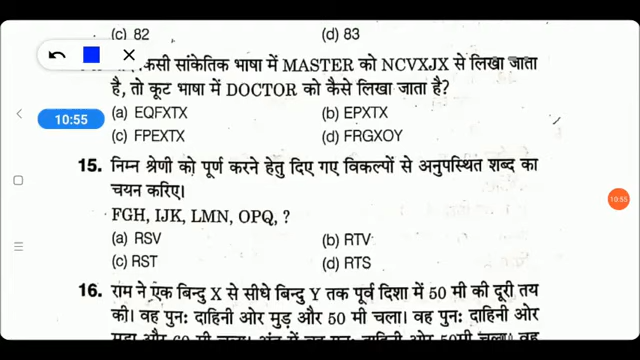 (c) 82 (d) 83
किसी सांकेतिक भाषा में MASTER को NCVXJX से लिखा जाता
है, तो कूट भाषा में DOCTOR को कैसे लिखा जाता है?
(a) EQFXTX (b) EPXTX
(c) FPEXTX (d) FRGXOY
10:55
15. निम्न श्रेणी को पूर्ण करने हेतु दिए गए विकल्पों से अनुपस्थित शब्द का
चयन करिए।
FGH, IJK, LMN, OPQ, ?
(a) RSV (b) RTV
(c) RST (d) RTS
10:55
16. राम ने एक बिन्दु X से सीधे बिन्दु Y तक पूर्व दिशा में 50 मी की दूरी तय
की। वह पुनः दाहिनी ओर मुड़ और 50 मी चला। वह पुनः दाहिनी ओर